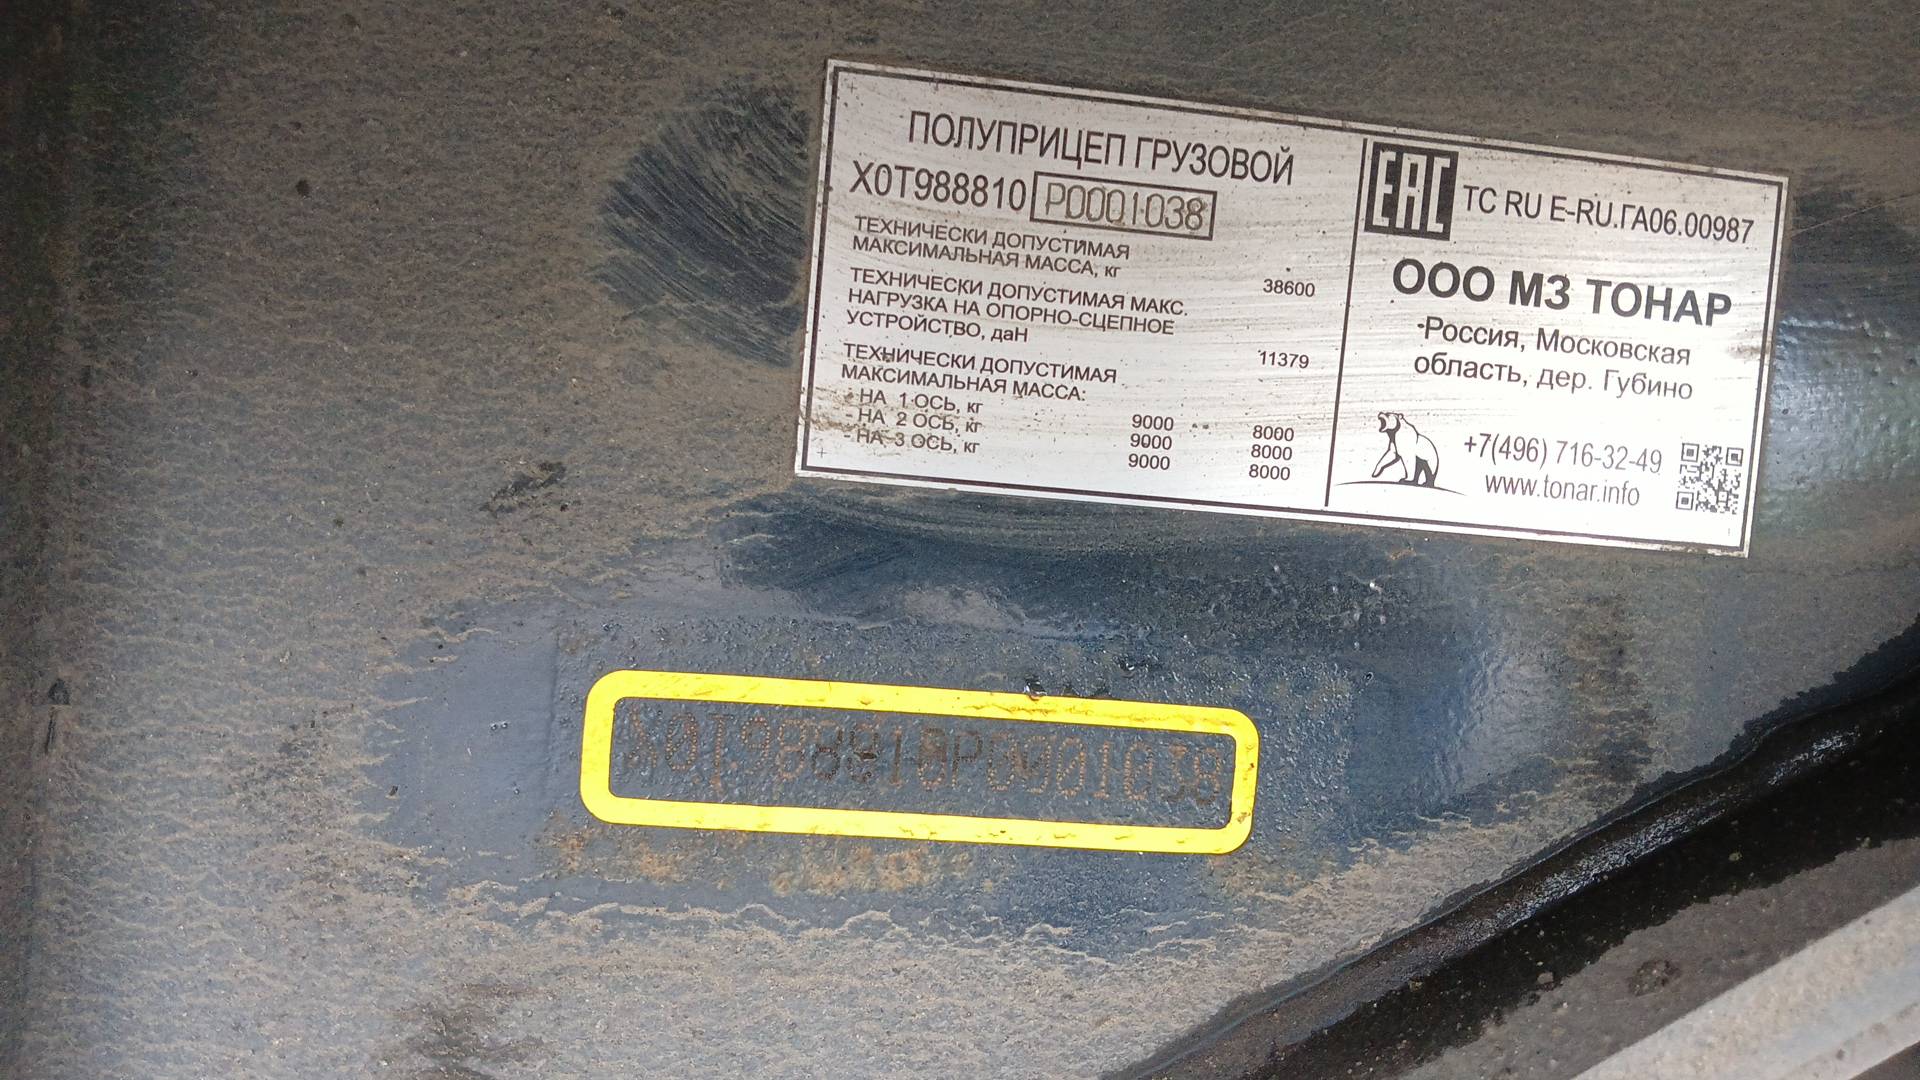 ПОЛУПРИЦЕП ГРУЗОВОЙ
X0T988810 P0001038
ТЕХНИЧЕСКИ ДОПУСТИМАЯ
МАКСИМАЛЬНАЯ МАССА, кг 38600
ТЕХНИЧЕСКИ ДОПУСТИМАЯ МАКС.
НАГРУЗКА НА ОПОРНО-СЦЕПНОЕ
УСТРОЙСТВО, даН 11379
ТЕХНИЧЕСКИ ДОПУСТИМАЯ
МАКСИМАЛЬНАЯ МАССА:
- НА 1 ОСЬ, кг 9000 8000
- НА 2 ОСЬ, кг 9000 8000
- НА 3 ОСЬ, кг 9000 8000
EAC TC RU E-RU.ГА06.00987
ООО МЗ ТОНАР
Россия, Московская
область, дер. Губино
+7(496) 716-32-49
www.tonar.info
X0T988810P0001038